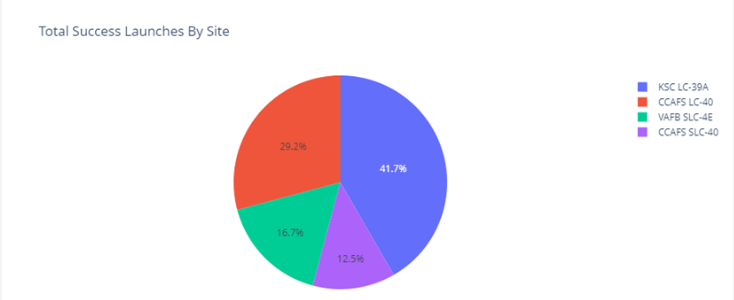 Total Success Launches By Site
KSC LC-39A
CCAFS LC-40
VAFB SLC-4E
CCAFS SLC-40
29.2%
41.7%
16.7%
12.5%